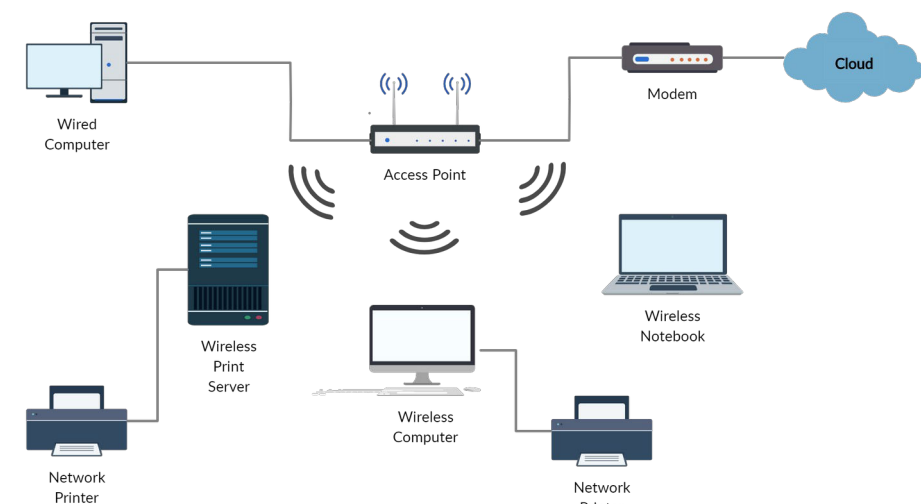 Cloud
Modem
Wired
Computer
Access Point
Wireless
Notebook
Wireless
Print
Server
Wireless
Computer
Network
Printer
Network